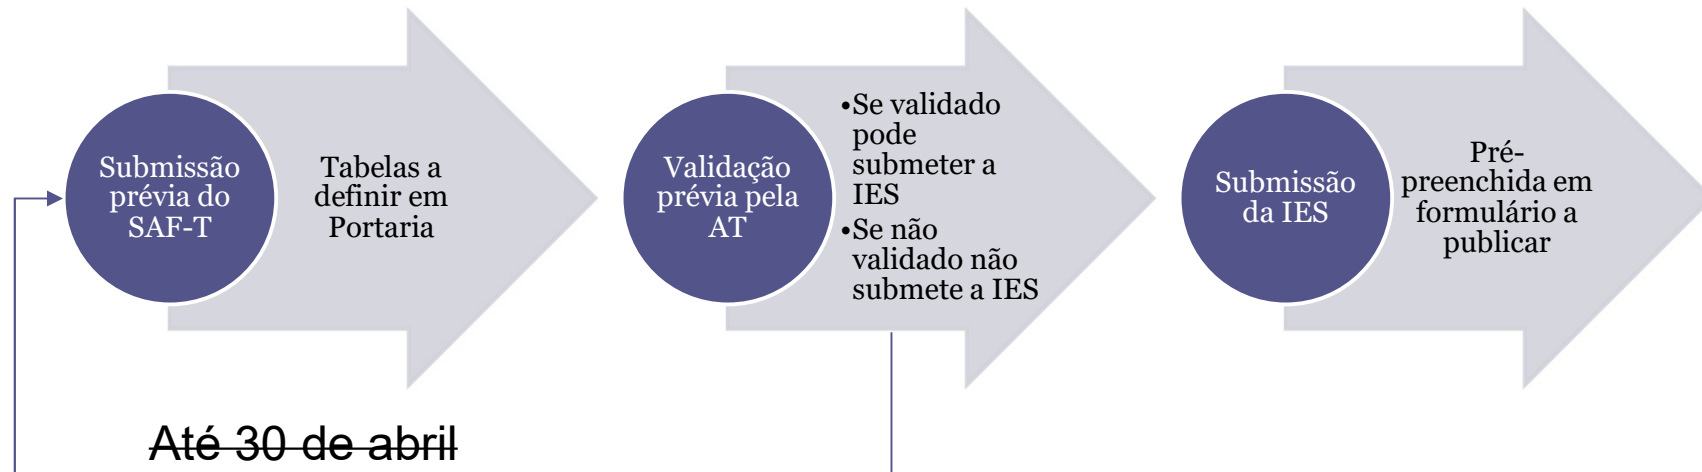 Submissão
prévia do
SAF-T
Tabelas a
definir em
Portaria
Validação
prévia pela
AT
•Se validado
pode
submeter a
IES
•Se não
validado não
submete a IES
Submissão
da IES
Pré-
preenchida em
formulário a
publicar
Até 30 de abril